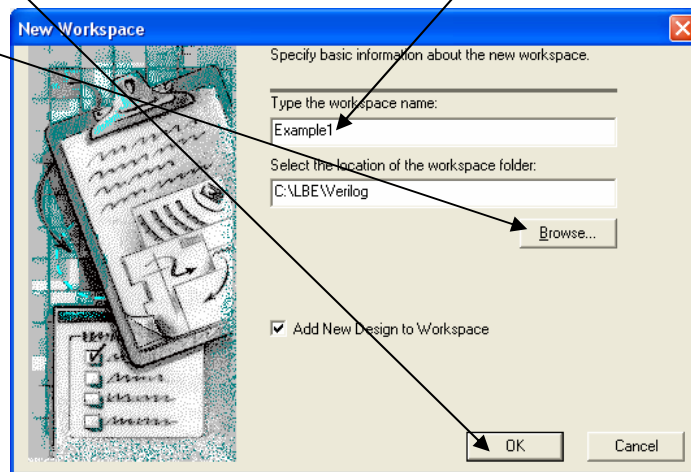 New Workspace
Specify basic information about the new workspace.
Type the workspace name:
Example1
Select the location of the workspace folder:
C:\LBE\Verilog
Browse...
Add New Design to Workspace
OK
Cancel